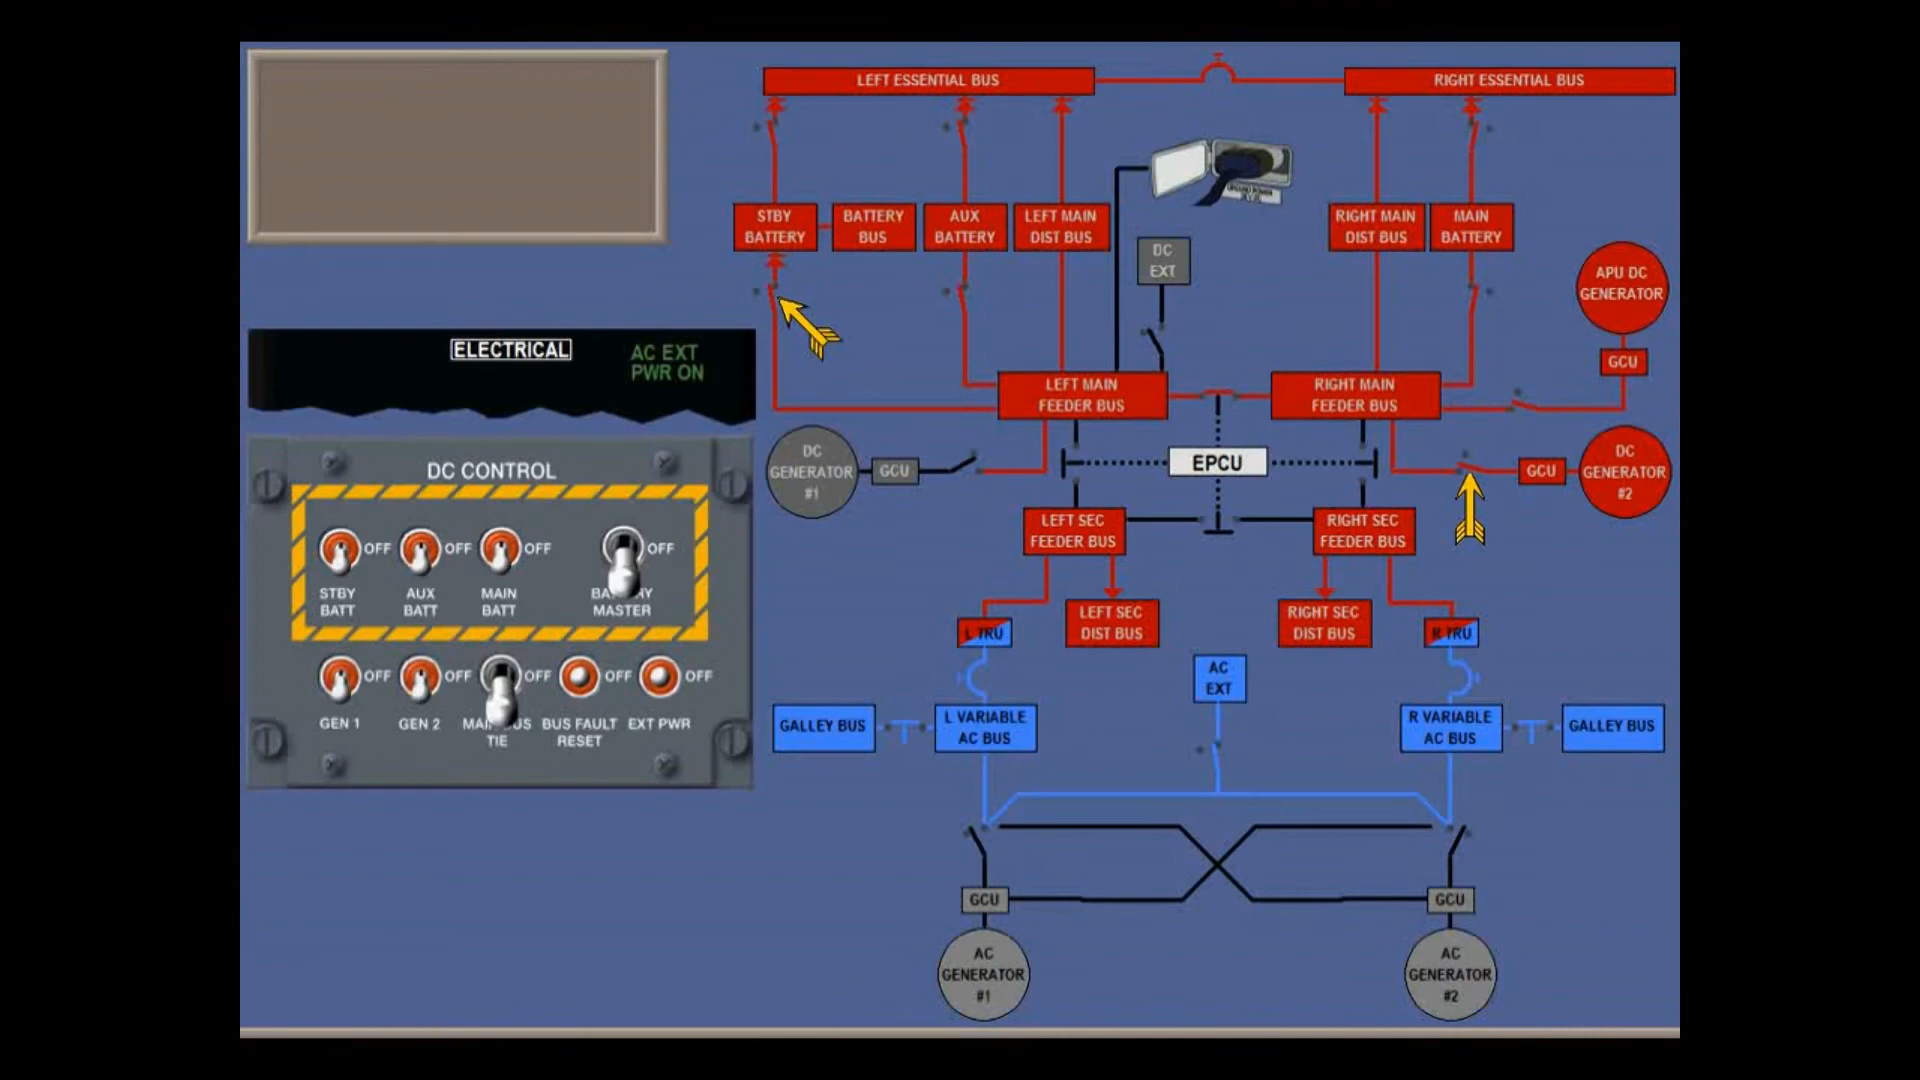 LEFT ESSENTIAL BUS
RIGHT ESSENTIAL BUS
STBY
BATTERY
BATTERY
BUS
AUX
BATTERY
LEFT MAIN
DIST BUS
RIGHT MAIN
DIST BUS
MAIN
BATTERY
DC
EXT
APU DC
GENERATOR
GCU
ELECTRICAL
AC EXT
PWR ON
LEFT MAIN
FEEDER BUS
RIGHT MAIN
FEEDER BUS
DC
GENERATOR
#1
GCU
EPCU
GCU
DC
GENERATOR
#2
DC CONTROL
OFF
OFF
OFF
OFF
STBY
BATT
AUX
BATT
MAIN
BATT
MASTER
LEFT SEC
FEEDER BUS
RIGHT SEC
FEEDER BUS
LEFT SEC
DIST BUS
RIGHT SEC
DIST BUS
L TRU
R TRU
OFF
OFF
OFF
OFF
OFF
GEN 1
GEN 2
TIE
BUS FAULT
RESET
EXT PWR
AC
EXT
GALLEY BUS
L VARIABLE
AC BUS
R VARIABLE
AC BUS
GALLEY BUS
GCU
GCU
AC
GENERATOR
#1
AC
GENERATOR
#2